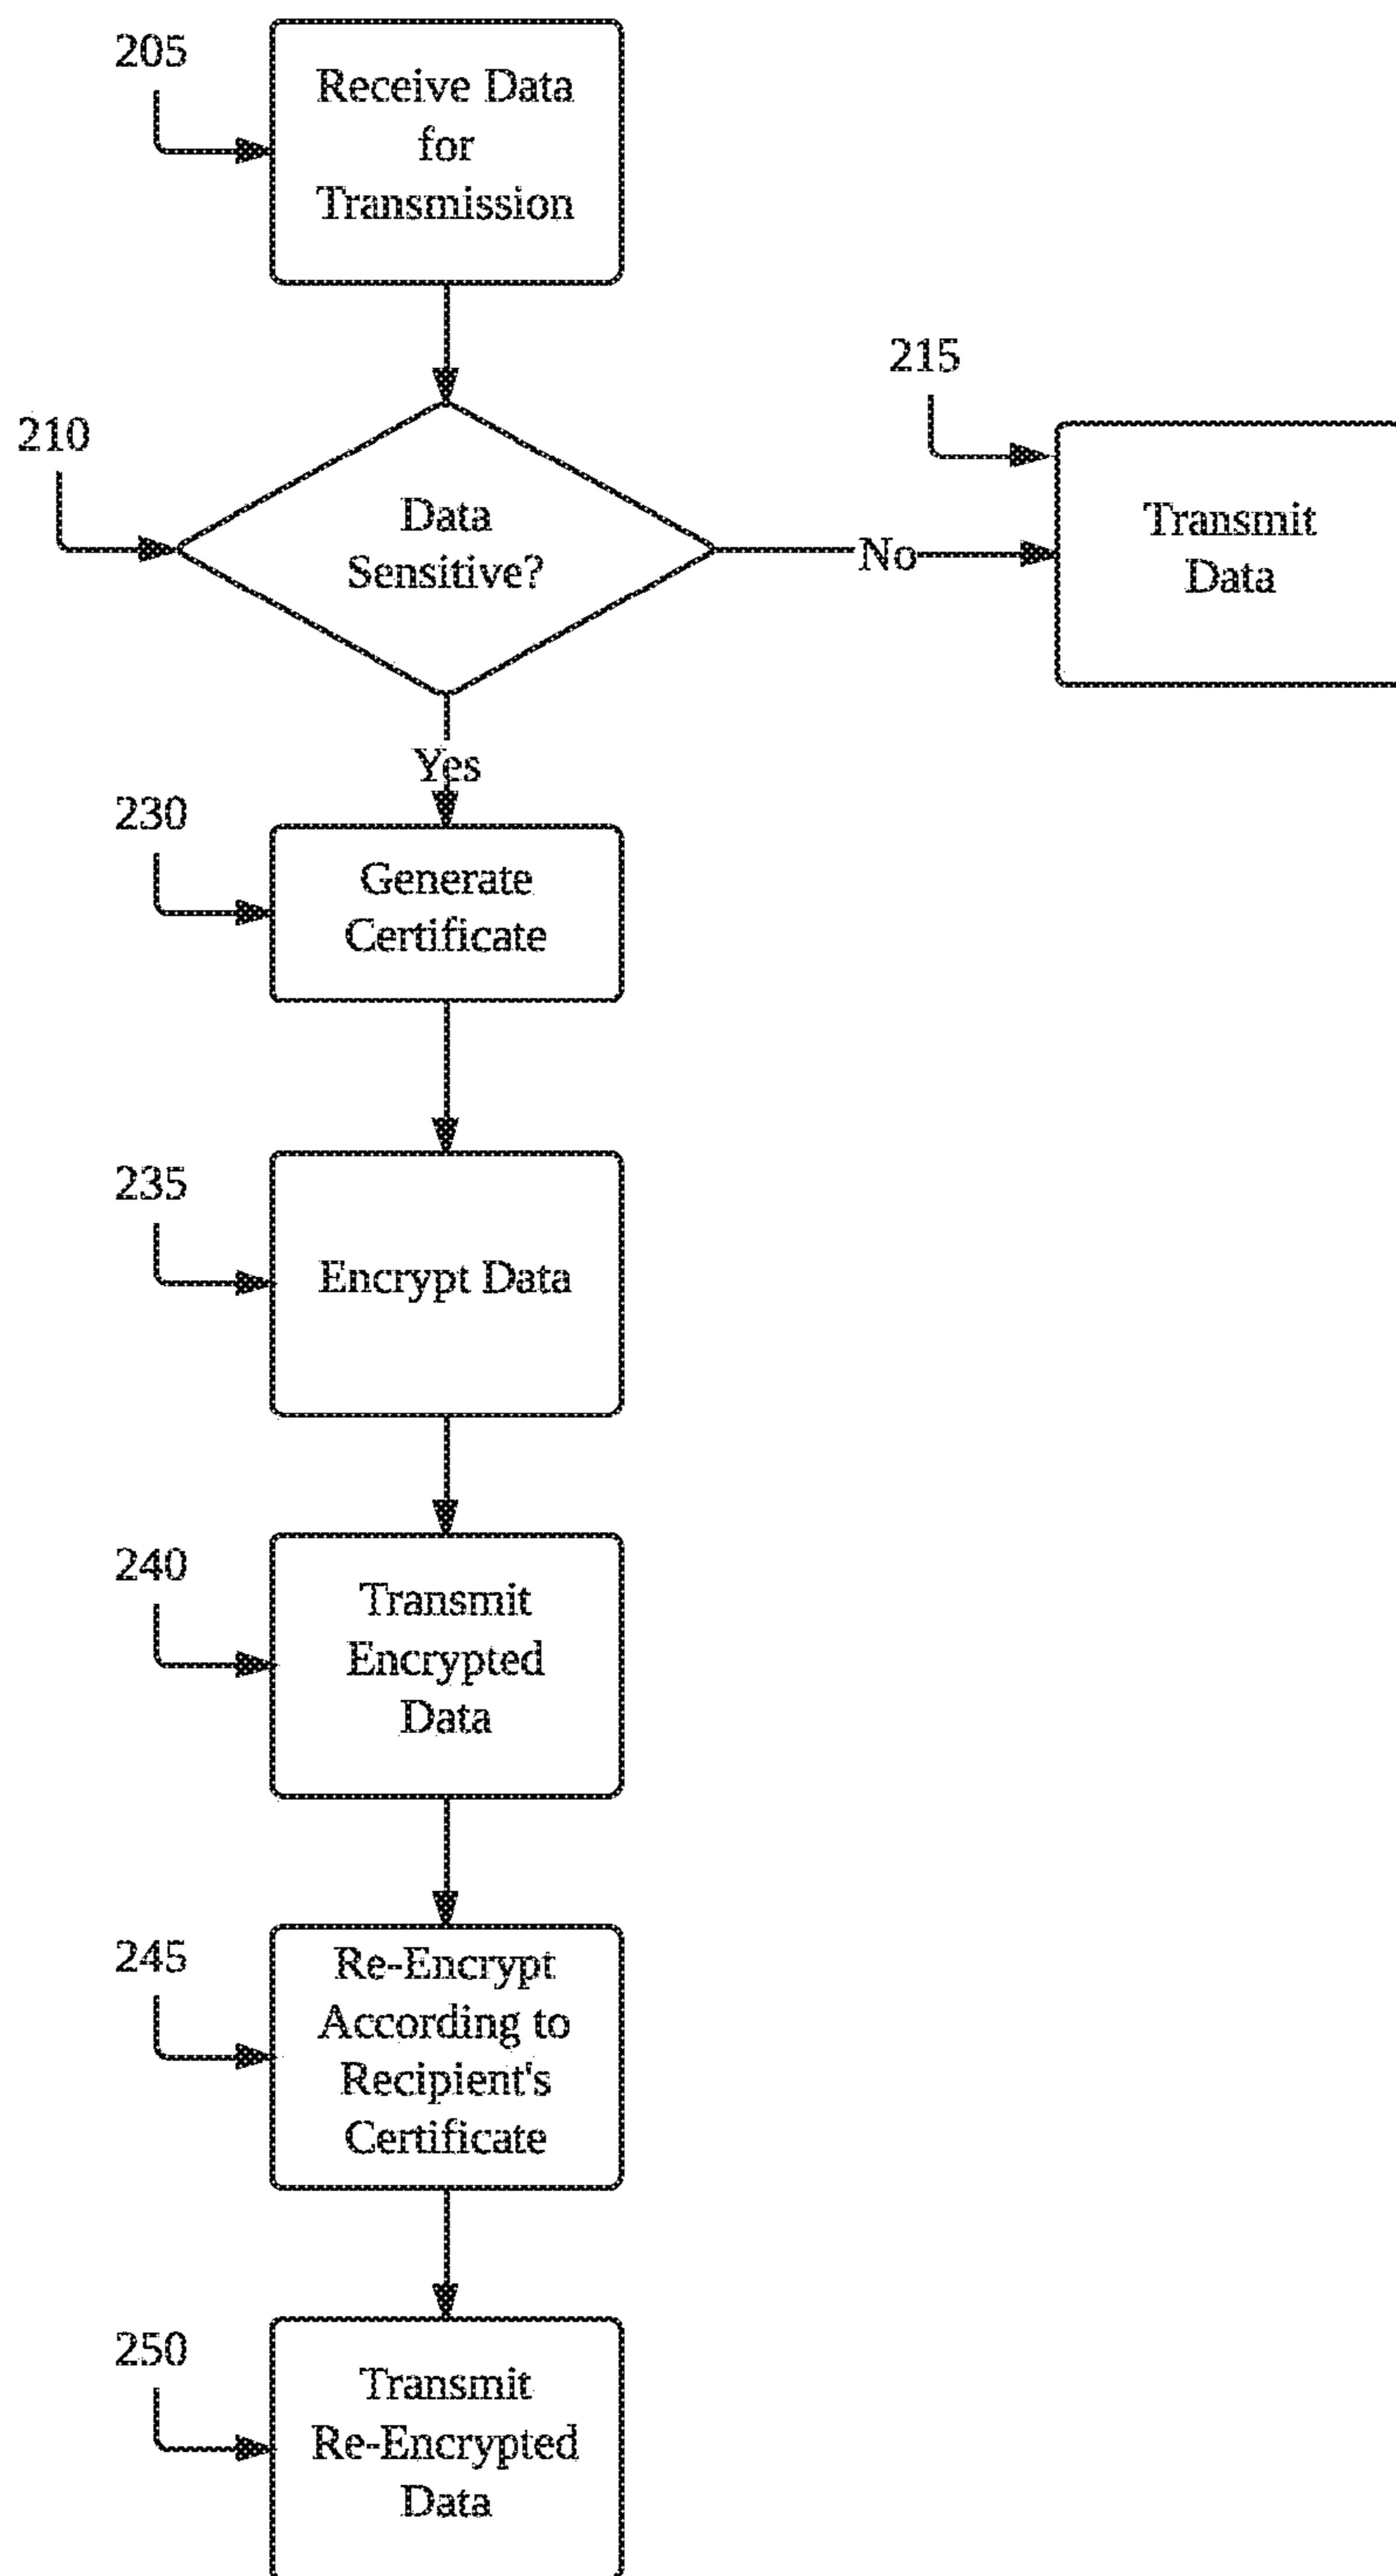 205
Receive Data
for
Transmission
210
Data
Sensitive?
No
215
Transmit
Data
Yes
230
Generate
Certificate
235
Encrypt Data
240
Transmit
Encrypted
Data
245
Re-Encrypt
According to
Recipient's
Certificate
250
Transmit
Re-Encrypted
Data